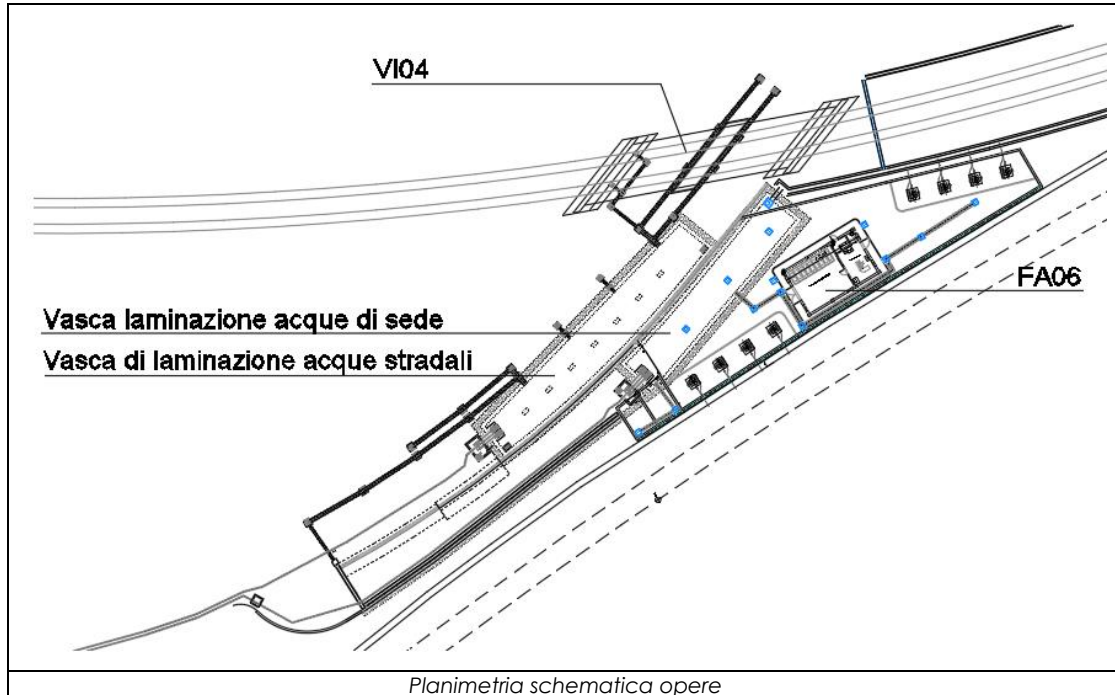 VI04
FA06
Vasca laminazione acque di sede
Vasca di laminazione acque stradali
Planimetria schematica opere